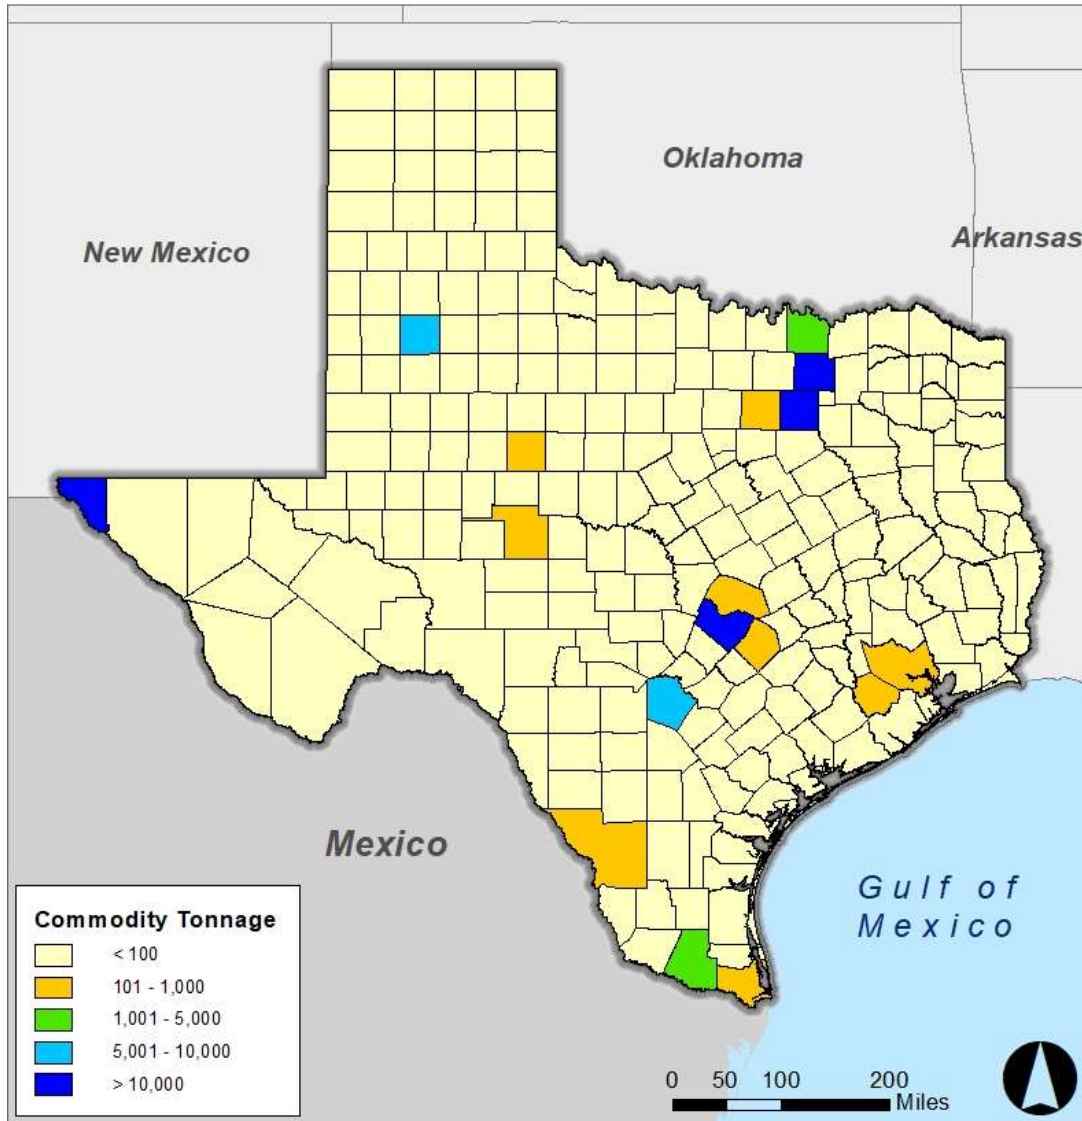 Oklahoma
New Mexico
Arkansas
Mexico
Gulf of
Mexico
Commodity Tonnage
< 100
101 - 1,000
1,001 - 5,000
5,001 - 10,000
> 10,000
0 50 100 200
Miles